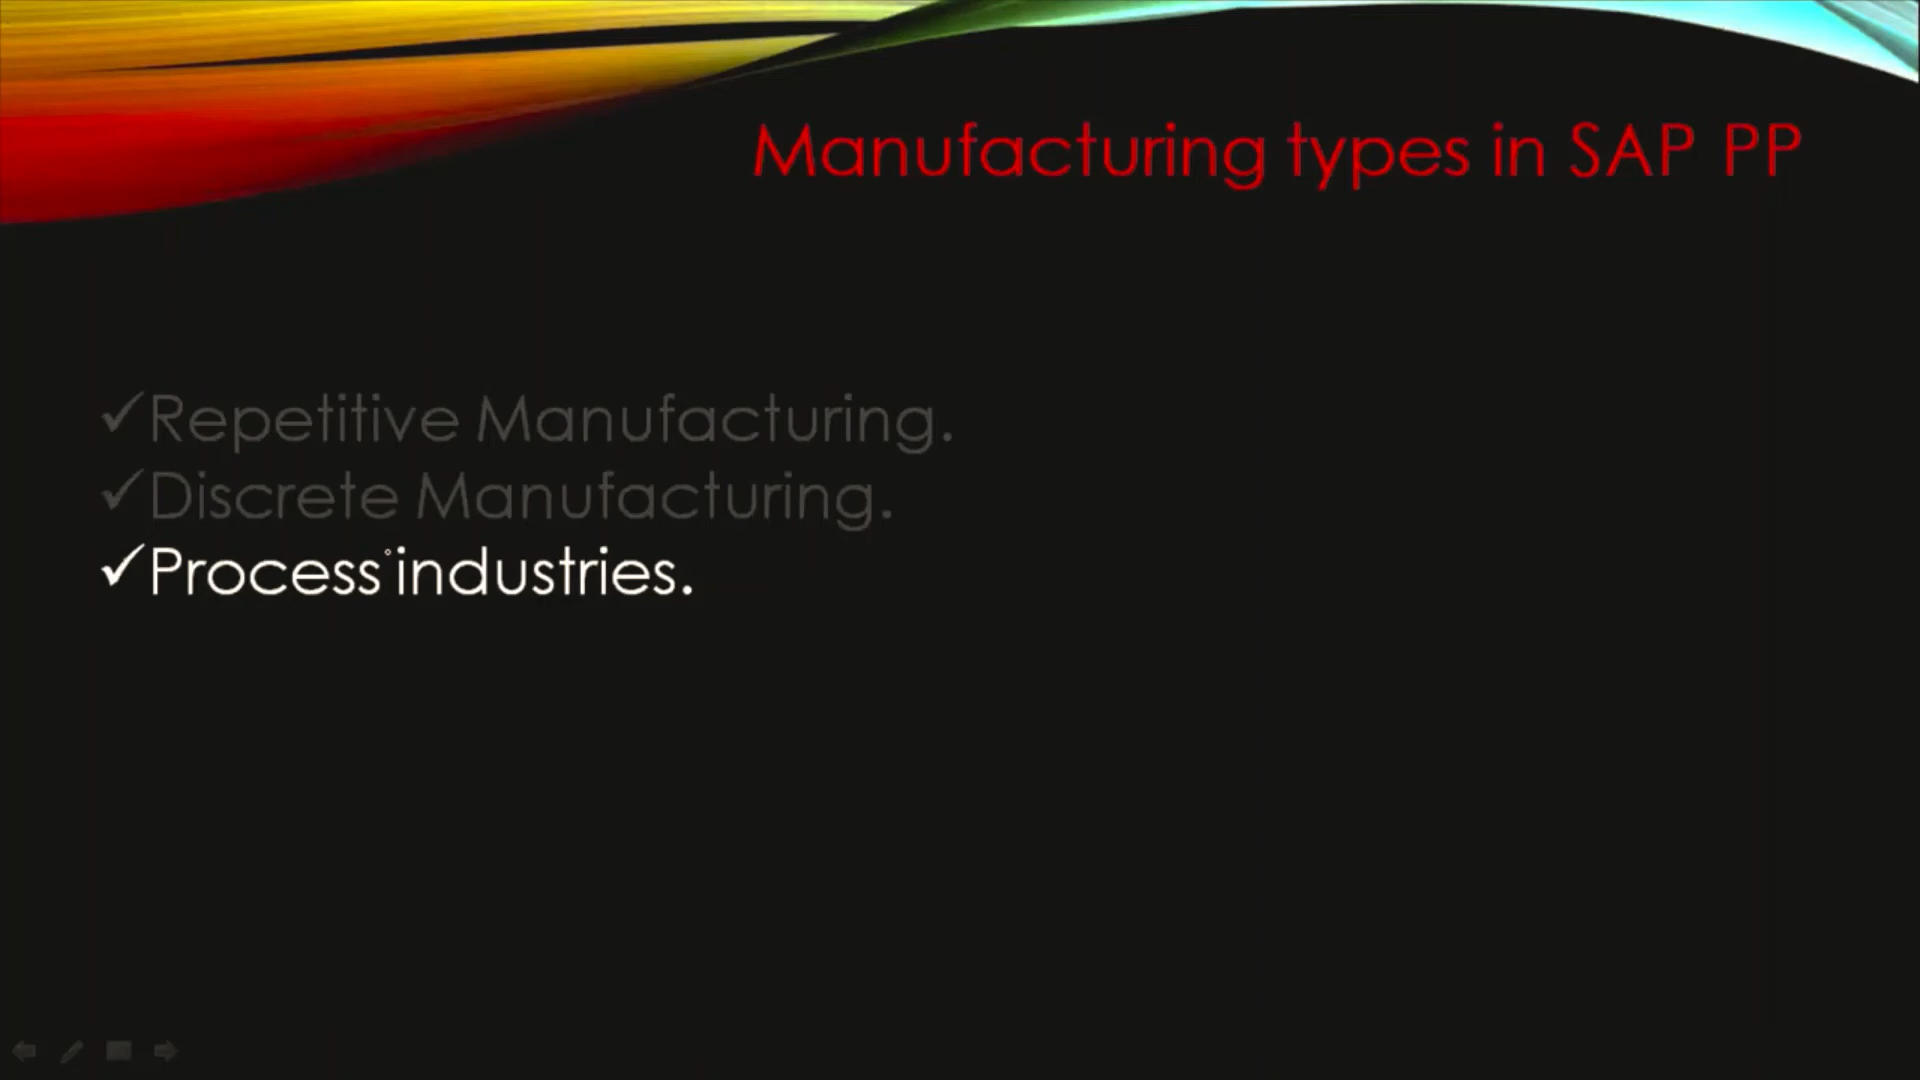 Manufacturing types in SAP PP
✓Repetitive Manufacturing.
✓Discrete Manufacturing.
✓Process industries.